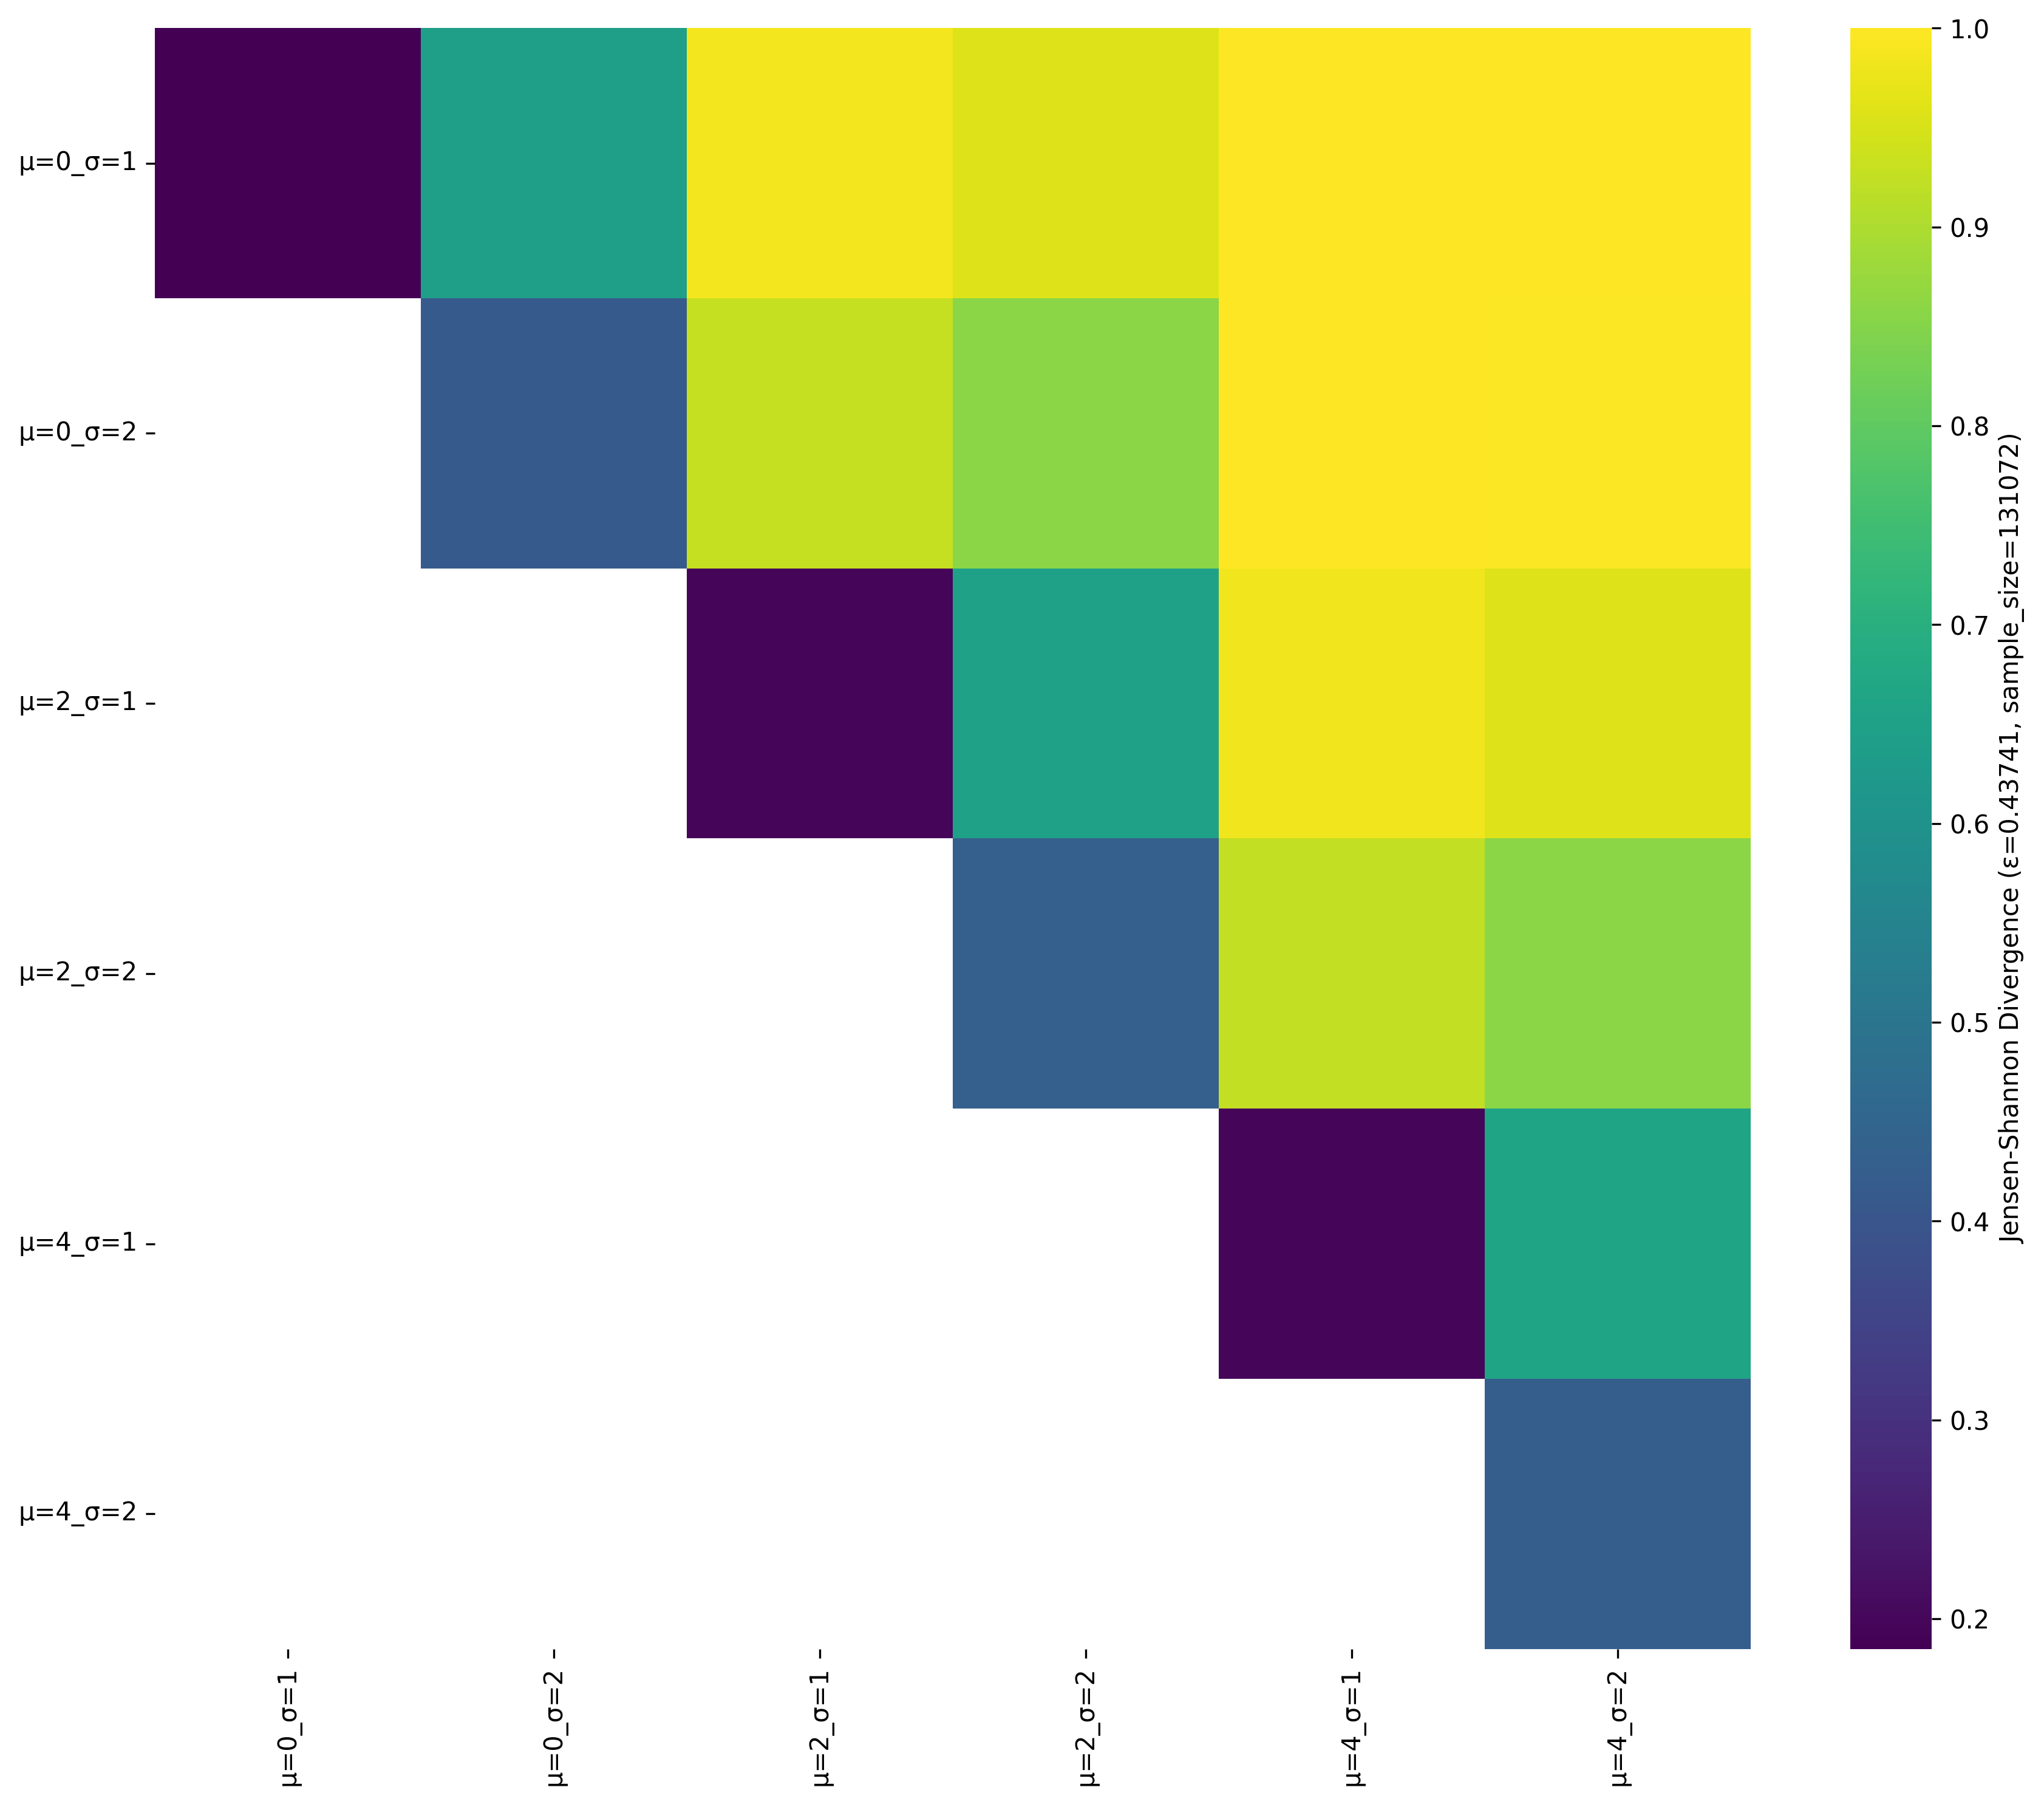 μ=0_σ=1
μ=0_σ=2
μ=2_σ=1
μ=2_σ=2
μ=4_σ=1
μ=4_σ=2
μ=0_σ=1
μ=0_σ=2
μ=2_σ=1
μ=2_σ=2
μ=4_σ=1
μ=4_σ=2
1.0
0.9
0.8
0.7
0.6
0.5
0.4
0.3
0.2
Jensen-Shannon Divergence (ε=0.43741, sample_size=131072)